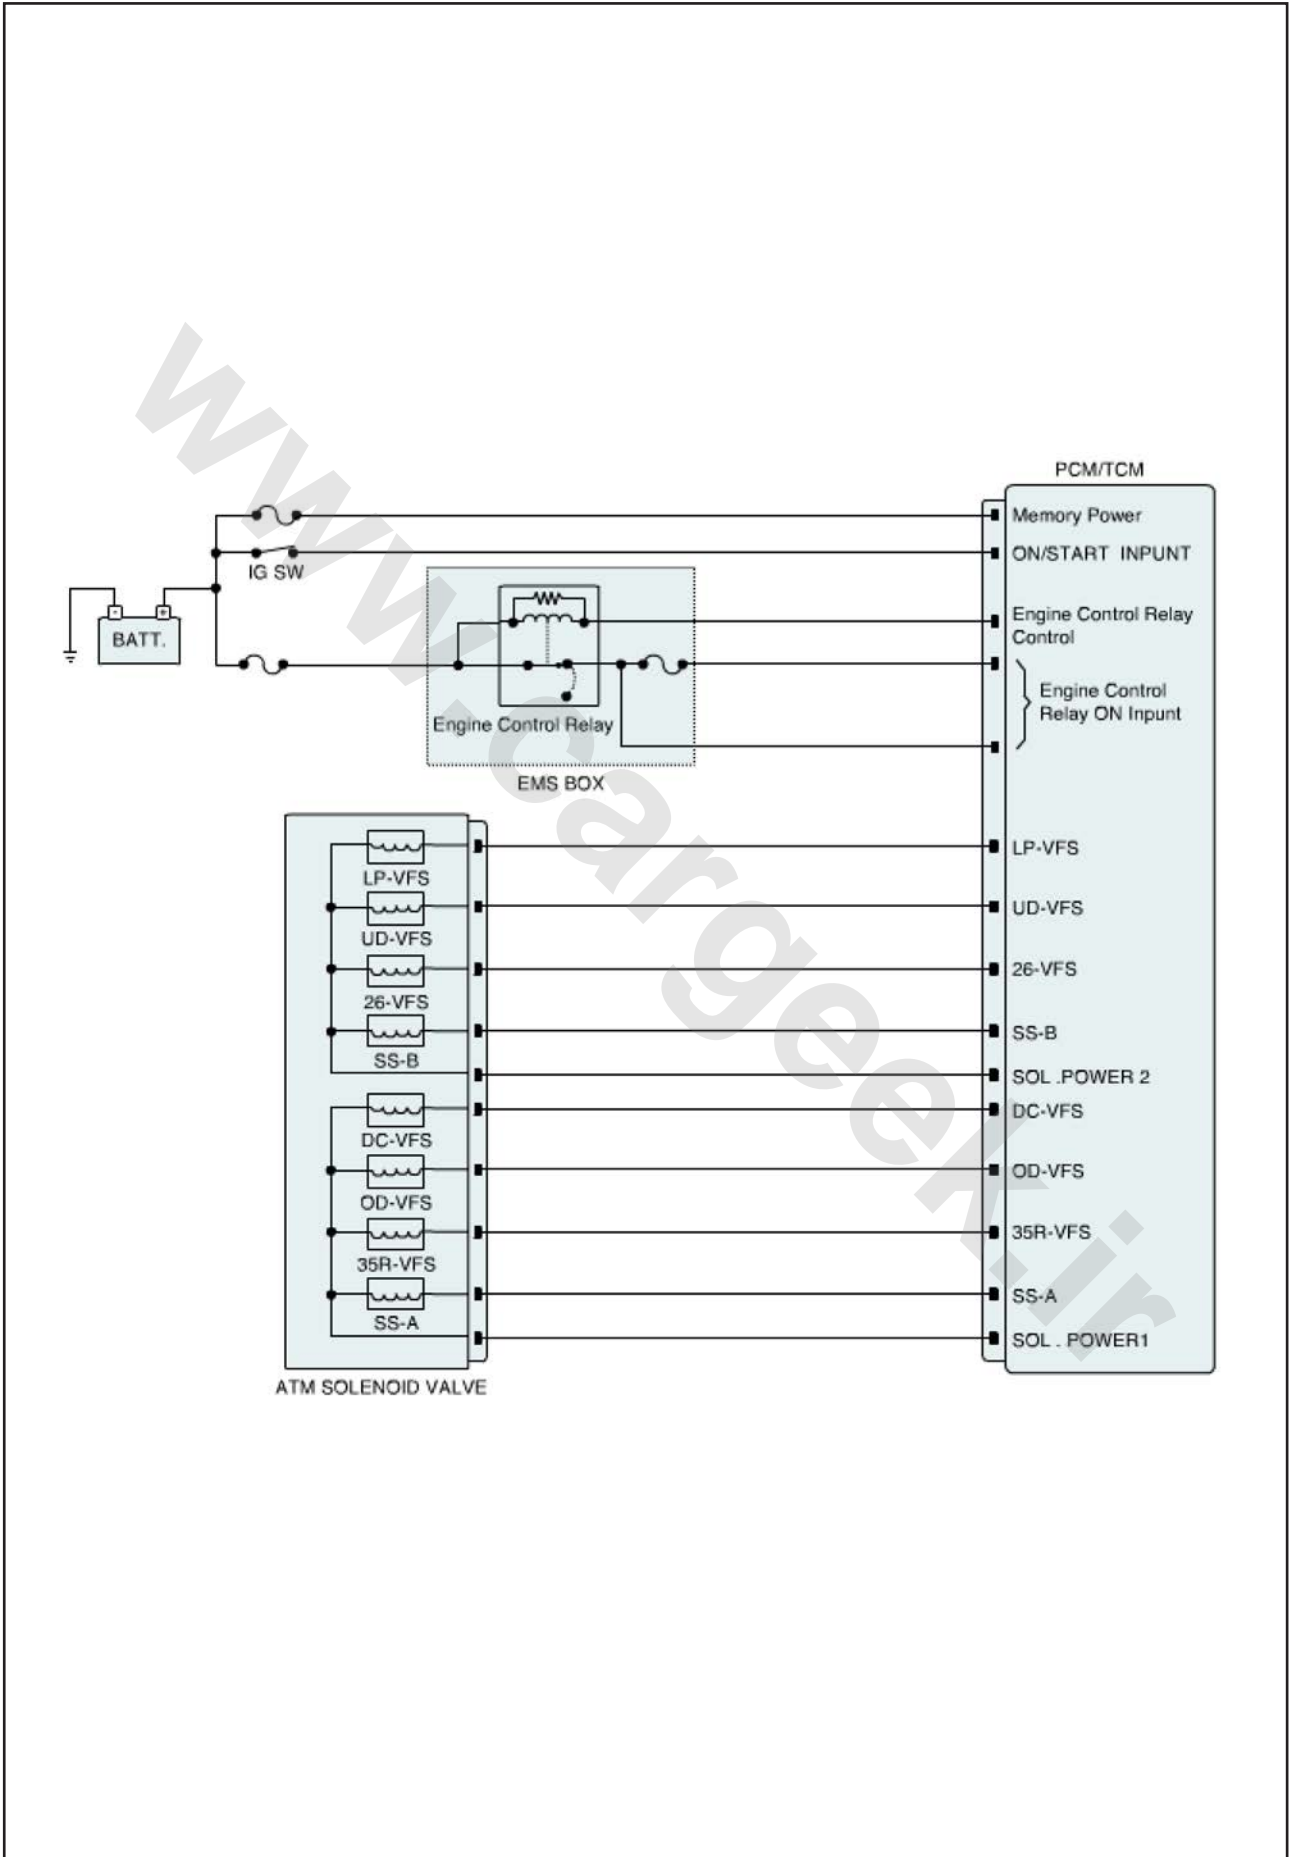 PCM/TCM
Memory Power
ON/START INPUNT
IG SW
Engine Control Relay
Control
BATT.
- +
Engine Control
Relay ON Inpunt
Engine Control Relay
EMS BOX
LP-VFS
LP-VFS
UD-VFS
UD-VFS
26-VFS
26-VFS
SS-B
SS-B
SOL .POWER 2
DC-VFS
DC-VFS
OD-VFS
OD-VFS
35R-VFS
35R-VFS
SS-A
SS-A
SOL . POWER1
ATM SOLENOID VALVE
www.cargeek.ir